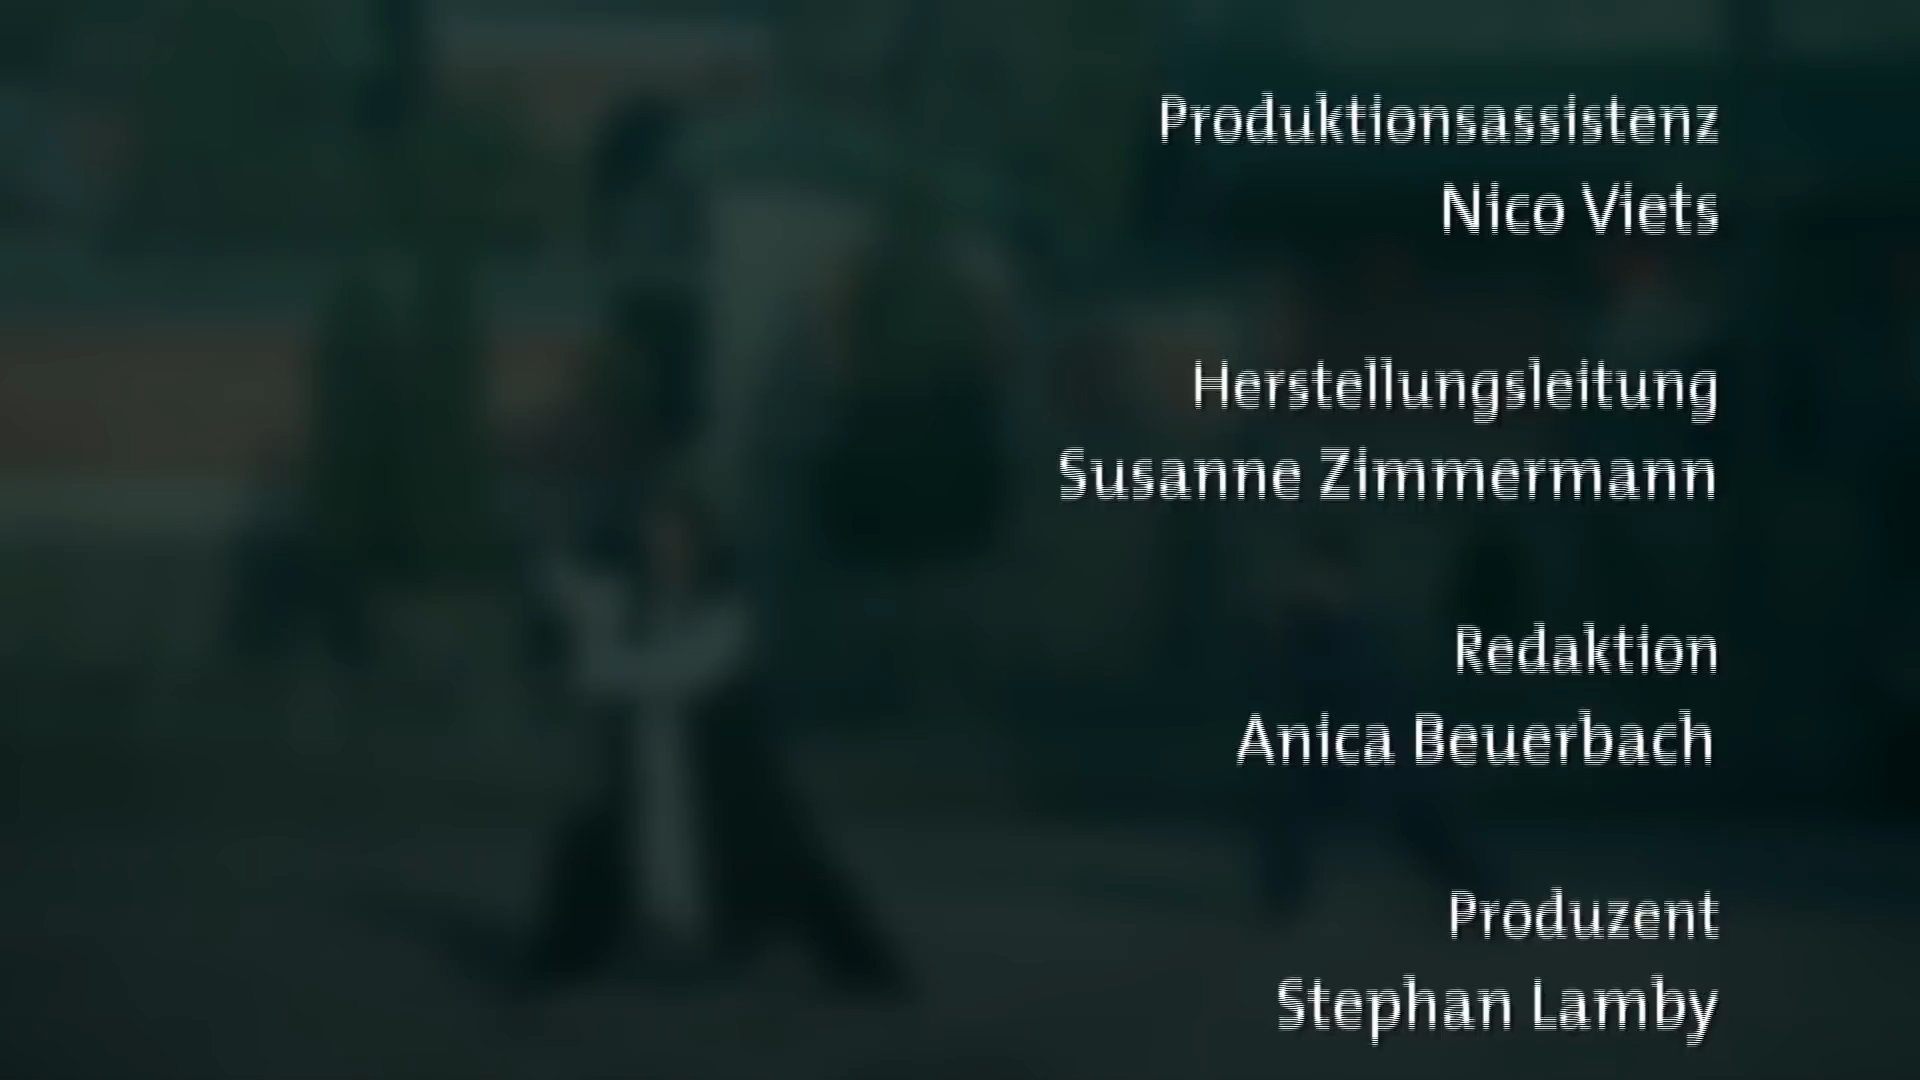 Produktionsassistenz
Nico Viets
Herstellungsleitung
Susanne Zimmermann
Redaktion
Anica Beuerbach
Produzent
Stephan Lamby